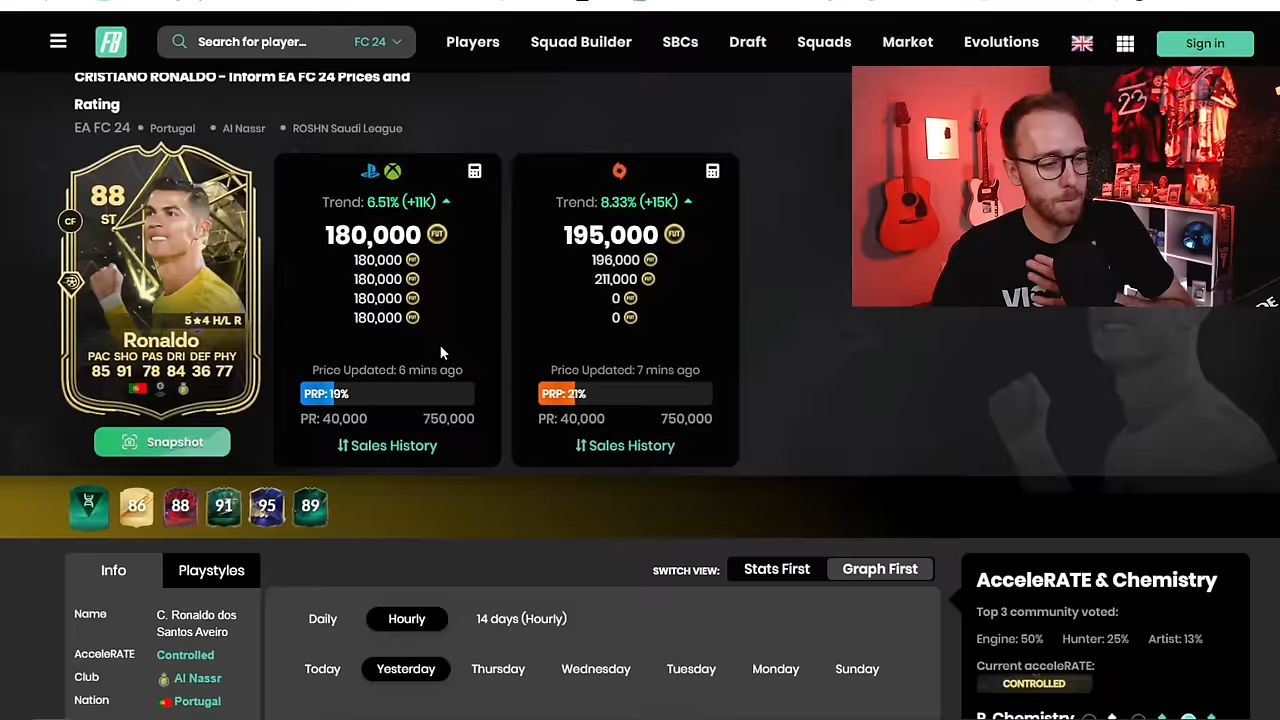 FB
Search for player...
FC 24
Players
Squad Builder
SBCs
Draft
Squads
Market
Evolutions
Sign in
CRISTIANO RONALDO - Inform EA FC 24 Prices and
Rating
EA FC 24 • Portugal • Al Nassr • ROSHN Saudi League
88
ST
CF
5★4 H/L R
Ronaldo
PAC SHO PAS DRI DEF PHY
85 91 78 84 36 77
Snapshot
Trend: 6.51% (+11K)
180,000 FUT
180,000
180,000
180,000
180,000
Price Updated: 6 mins ago
PRP: 19%
PR: 40,000 750,000
Sales History
Trend: 8.33% (+15K)
195,000 FUT
196,000
211,000
0
0
Price Updated: 7 mins ago
PRP: 21%
PR: 40,000 750,000
Sales History
23
86 88 91 95 89
Info
Playstyles
SWITCH VIEW:
Stats First
Graph First
Name
C. Ronaldo dos
Santos Aveiro
AcceleRATE
Controlled
Club
Al Nassr
Nation
Portugal
Daily
Hourly
14 days (Hourly)
Today
Yesterday
Thursday
Wednesday
Tuesday
Monday
Sunday
AcceleRATE & Chemistry
Top 3 community voted:
Engine: 50% Hunter: 25% Artist: 13%
Current acceleRATE:
CONTROLLED